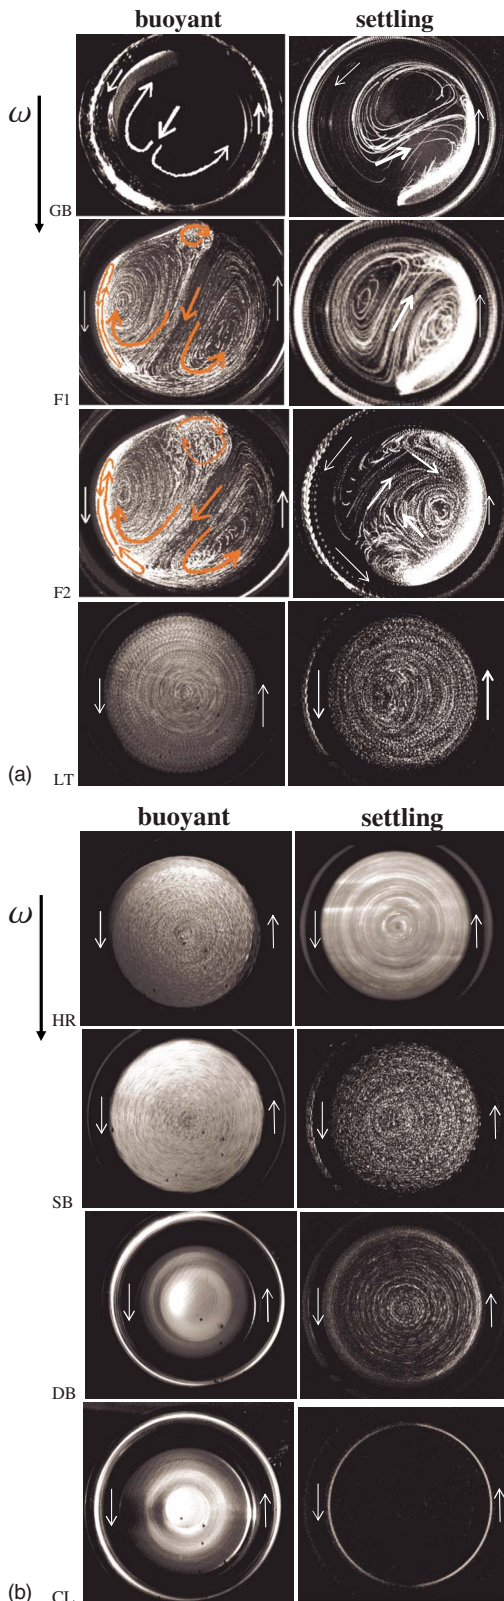 buoyant settling
ω
GB
F1
F2
(a) LT
buoyant settling
ω
HR
SB
DB
(b) CL